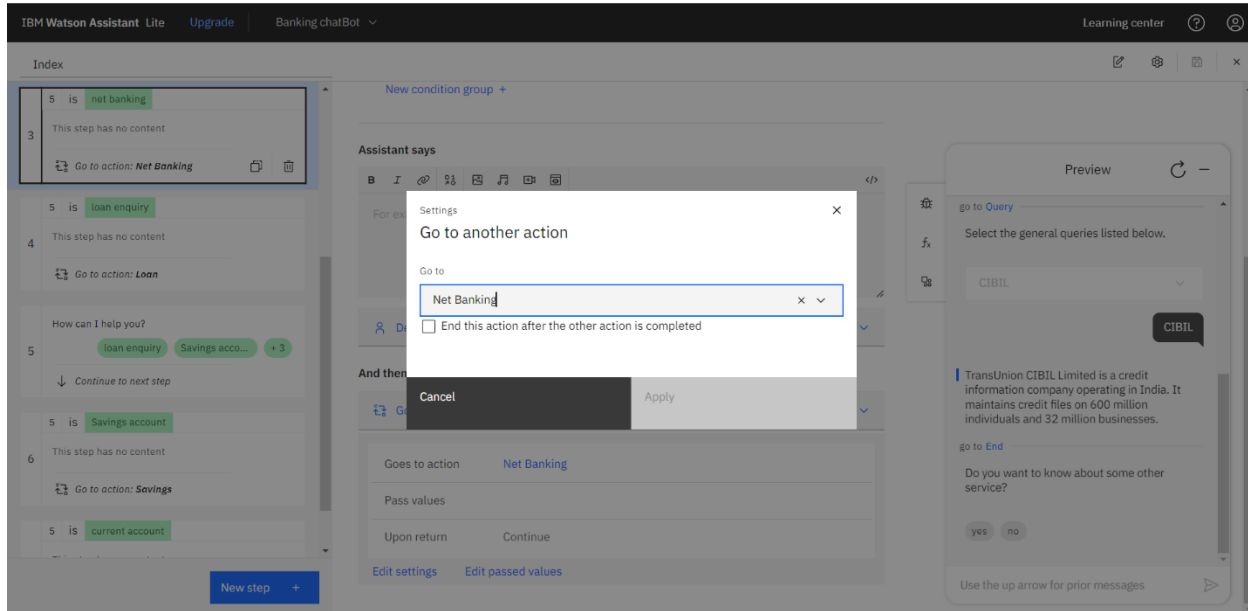 IBM Watson Assistant Lite Upgrade Banking chatBot Learning center
Index
5 is net banking
3
This step has no content
Go to action: Net Banking
5 is loan enquiry
4
This step has no content
Go to action: Loan
How can I help you?
5
loan enquiry Savings acco... + 3
Continue to next step
5 is Savings account
6
This step has no content
Go to action: Savings
5 is current account
New step +
New condition group +
Assistant says
B I </>
For ex
Settings
Go to another action
Go to
Net Banking
End this action after the other action is completed
De
And then
Cancel Apply
Go
Goes to action Net Banking
Pass values
Upon return Continue
Edit settings Edit passed values
Preview
go to Query
Select the general queries listed below.
CIBIL
CIBIL
TransUnion CIBIL Limited is a credit
information company operating in India. It
maintains credit files on 600 million
individuals and 32 million businesses.
go to End
Do you want to know about some other
service?
yes no
Use the up arrow for prior messages